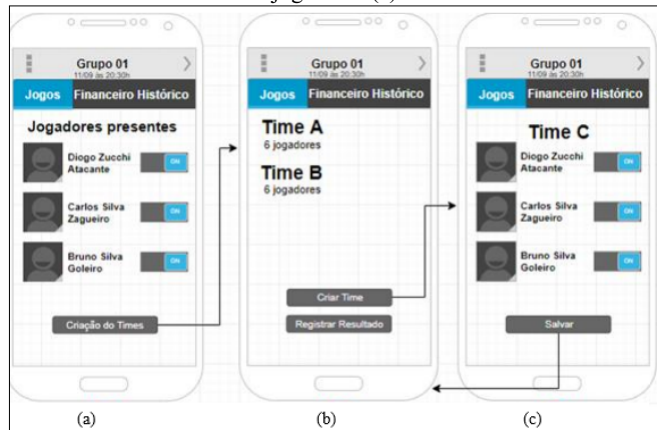 Grupo 01
11/09 às 20:30h
Jogos Financeiro Histórico
Jogadores presentes
Diogo Zucchi
Atacante
ON
Carlos Silva
Zagueiro
ON
Bruno Silva
Goleiro
ON
Criação do Times
(a)
Grupo 01
11/09 às 20:30h
Jogos Financeiro Histórico
Time A
6 jogadores
Time B
6 jogadores
Criar Time
Registrar Resultado
(b)
Grupo 01
11/09 às 20:30h
Jogos Financeiro Histórico
Time C
Diogo Zucchi
Atacante
ON
Carlos Silva
Zagueiro
ON
Bruno Silva
Goleiro
ON
Salvar
(c)